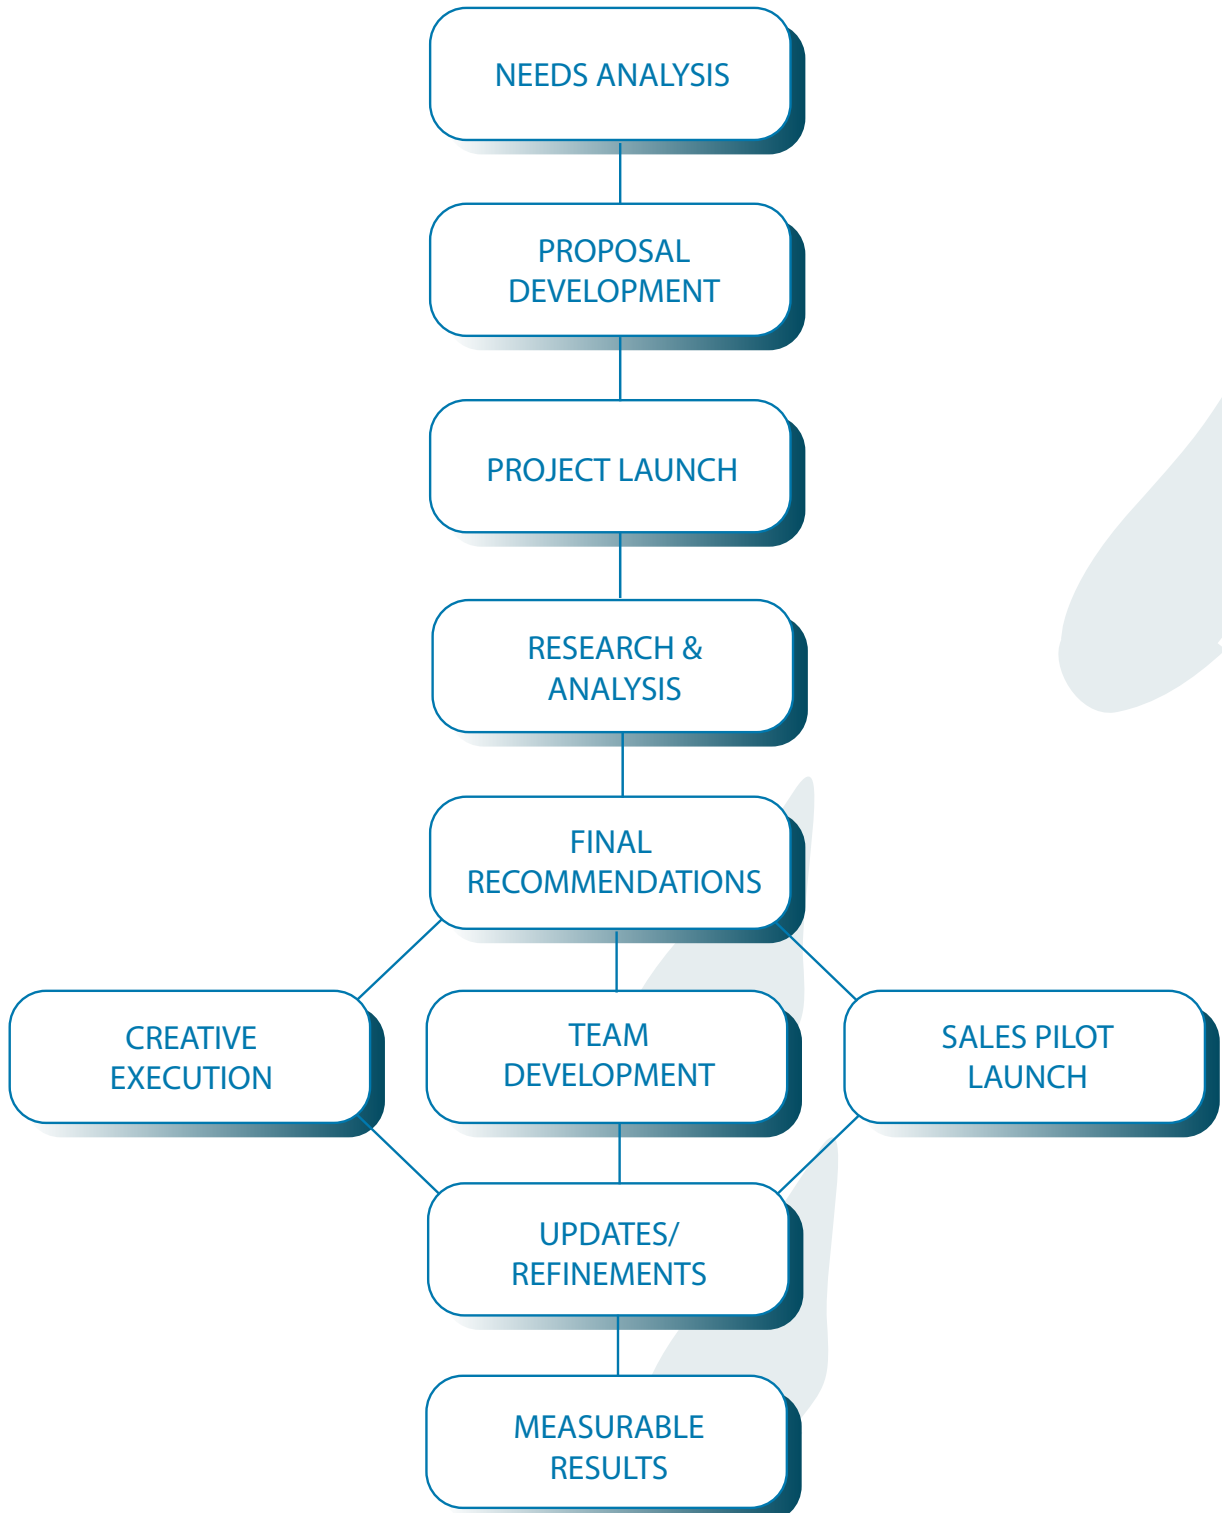 NEEDS ANALYSIS
PROPOSAL
DEVELOPMENT
PROJECT LAUNCH
RESEARCH &
ANALYSIS
FINAL
RECOMMENDATIONS
CREATIVE
EXECUTION
TEAM
DEVELOPMENT
SALES PILOT
LAUNCH
UPDATES/
REFINEMENTS
MEASURABLE
RESULTS